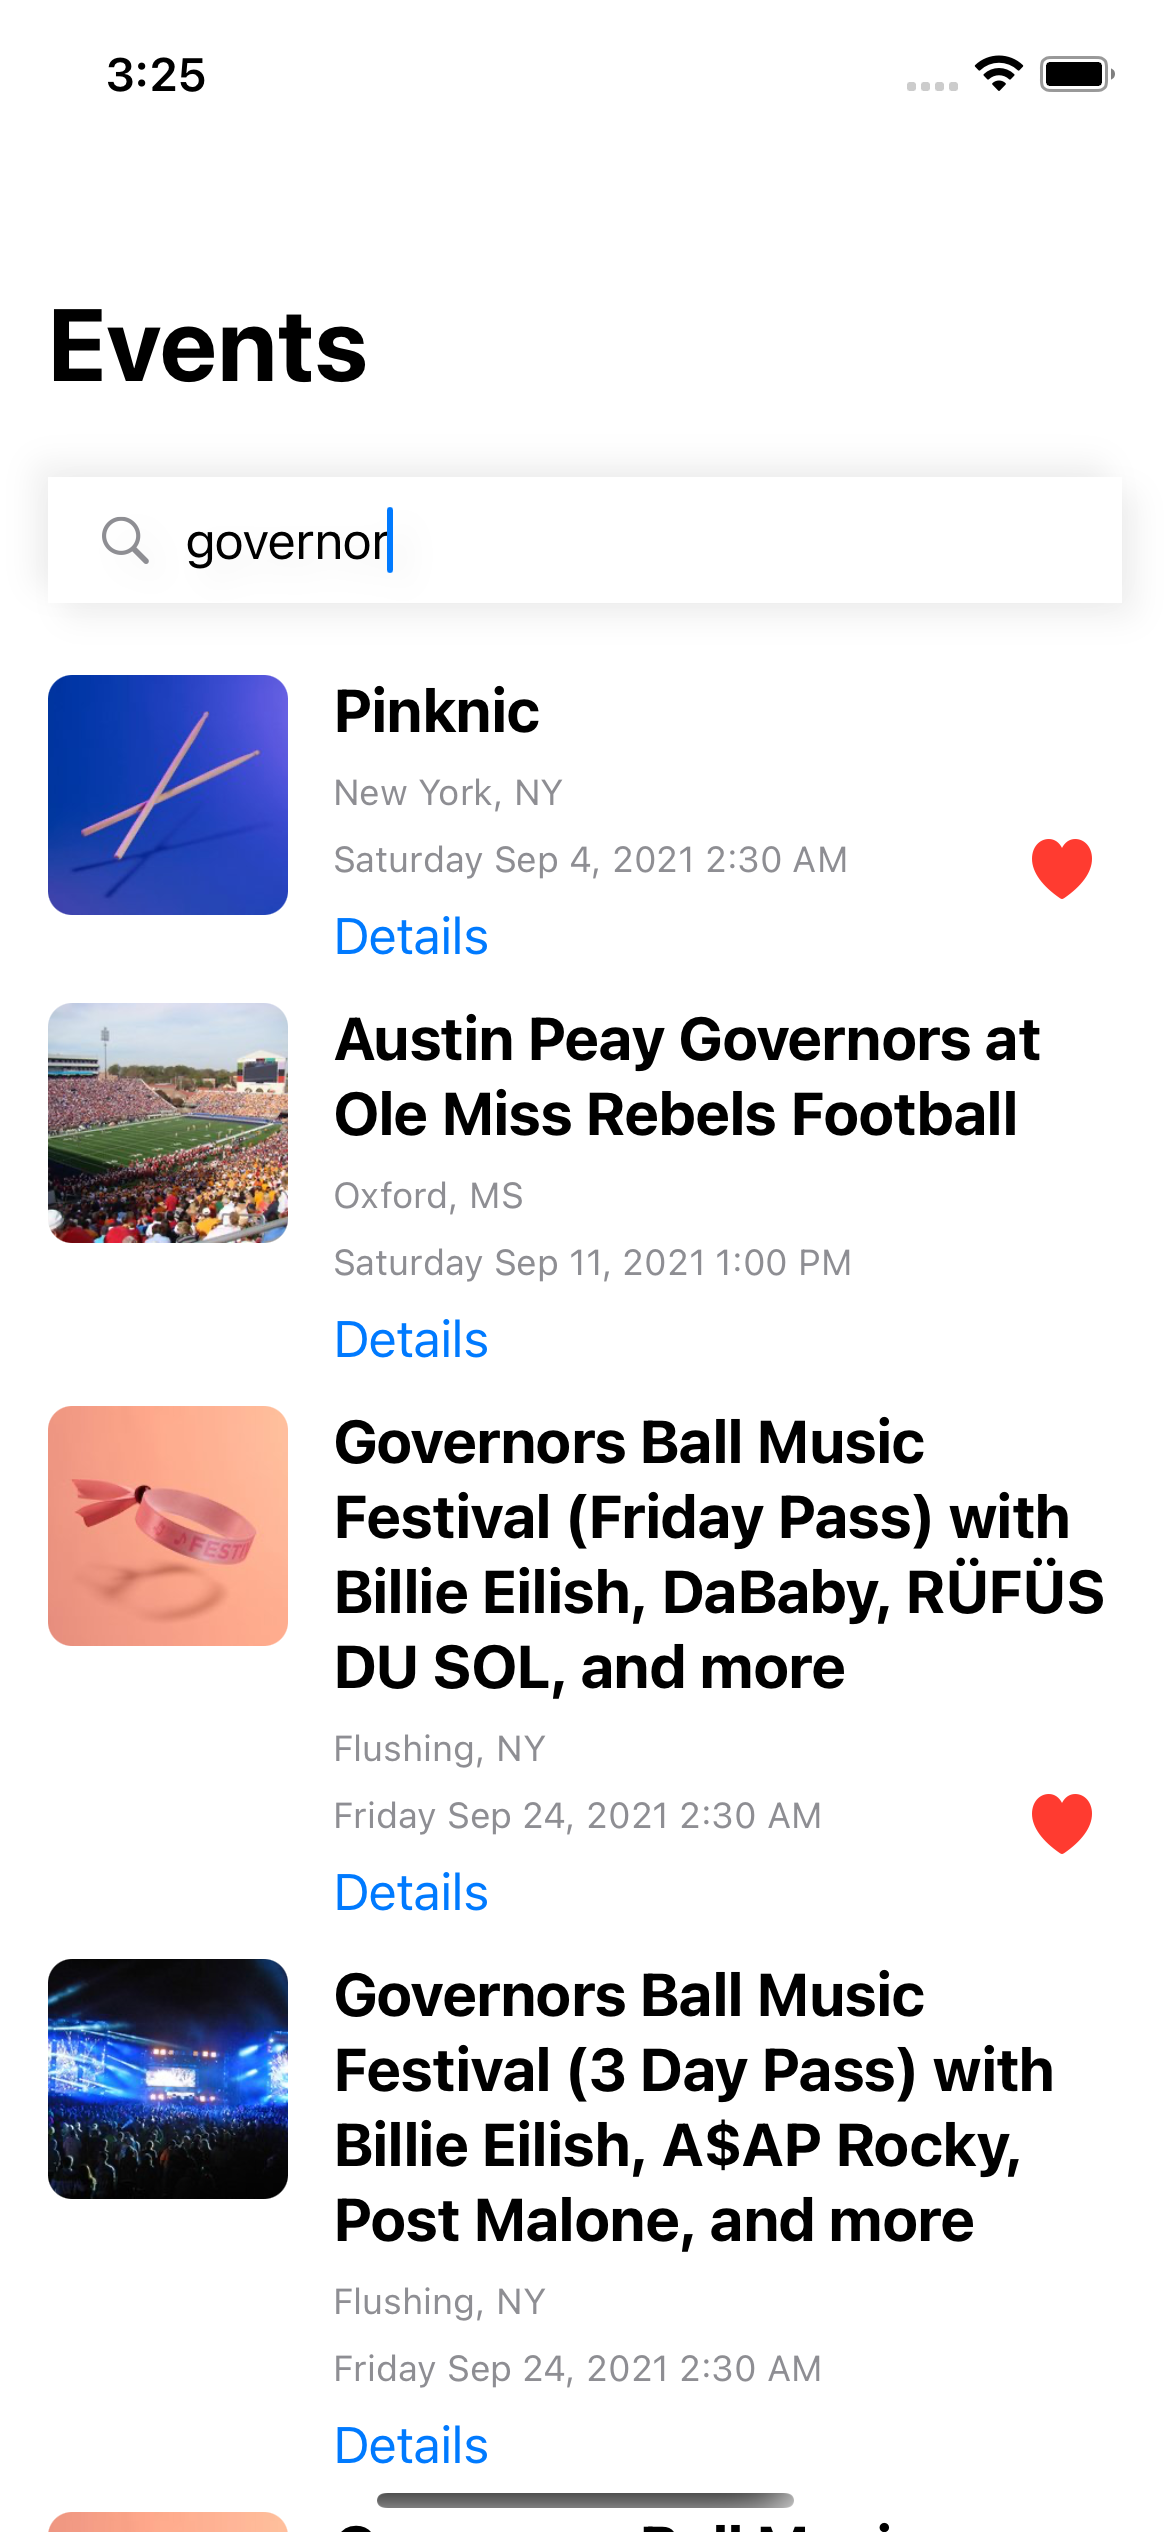 3:25
Events
governor
Pinknic
New York, NY
Saturday Sep 4, 2021 2:30 AM
Details
Austin Peay Governors at
Ole Miss Rebels Football
Oxford, MS
Saturday Sep 11, 2021 1:00 PM
Details
FESTI
Governors Ball Music
Festival (Friday Pass) with
Billie Eilish, DaBaby, RÜFÜS
DU SOL, and more
Flushing, NY
Friday Sep 24, 2021 2:30 AM
Details
Governors Ball Music
Festival (3 Day Pass) with
Billie Eilish, A$AP Rocky,
Post Malone, and more
Flushing, NY
Friday Sep 24, 2021 2:30 AM
Details